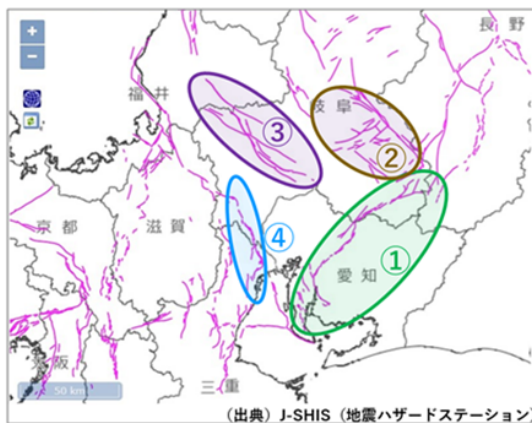 +
−
長野
福井
岐阜
③
②
京都
滋賀
④
愛知
①
阪
50 km
三重
(出典) J-SHIS (地震ハザードステーション)